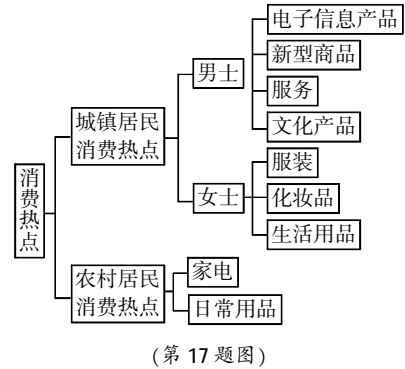 消费热点
城镇居民
消费热点
男士
电子信息产品
新型商品
服务
文化产品
女士
服装
化妆品
生活用品
农村居民
消费热点
家电
日常用品
(第 17 题图)